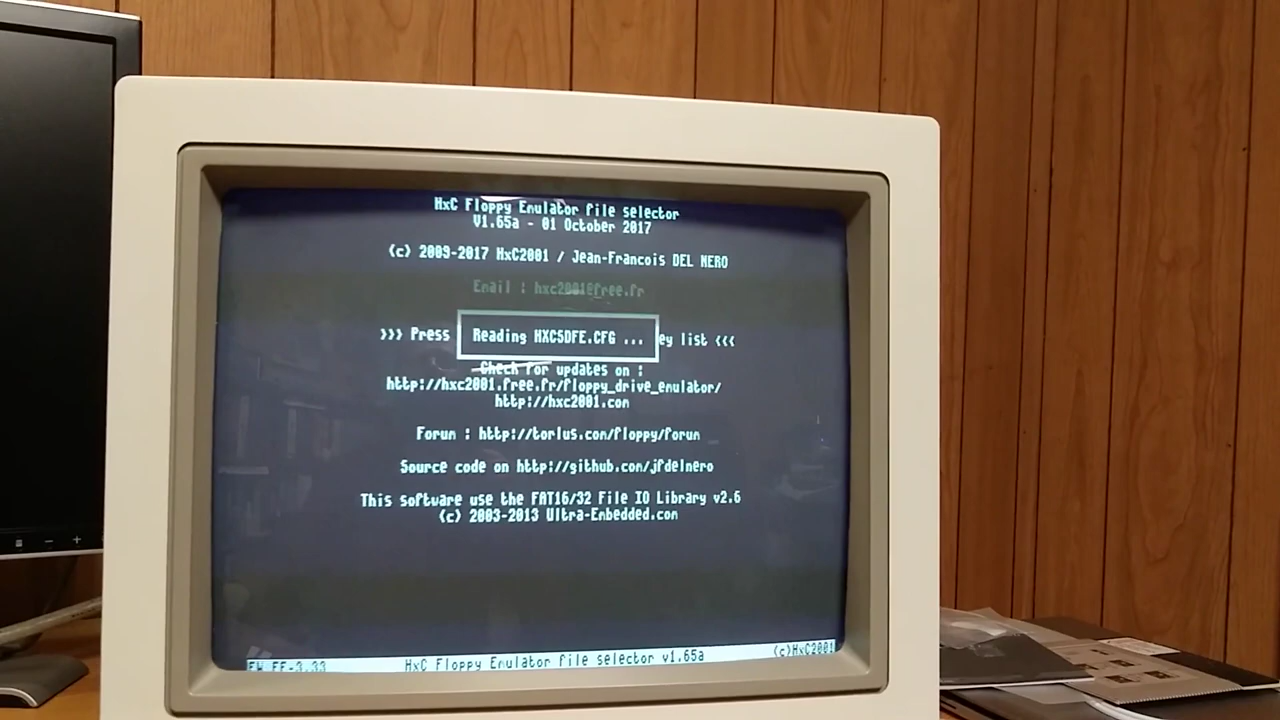 HxC Floppy Emulator file selector
V1.65a - 01 October 2017
(c) 2009-2017 HxC2001 / Jean-Francois DEL NERO
Email : hxc2001@free.fr
>>> Press
Reading HXCSDFE.CFG ...
ey list <<<
Check for updates on :
http://hxc2001.free.fr/floppy_drive_emulator/
http://hxc2001.com
Forum : http://torlus.com/floppy/forum
Source code on http://github.com/jfdelnero
This software use the FAT16/32 File IO Library v2.6
(c) 2003-2013 Ultra-Embedded.com
HxC Floppy Emulator file selector v1.65a
(c)HxC2001